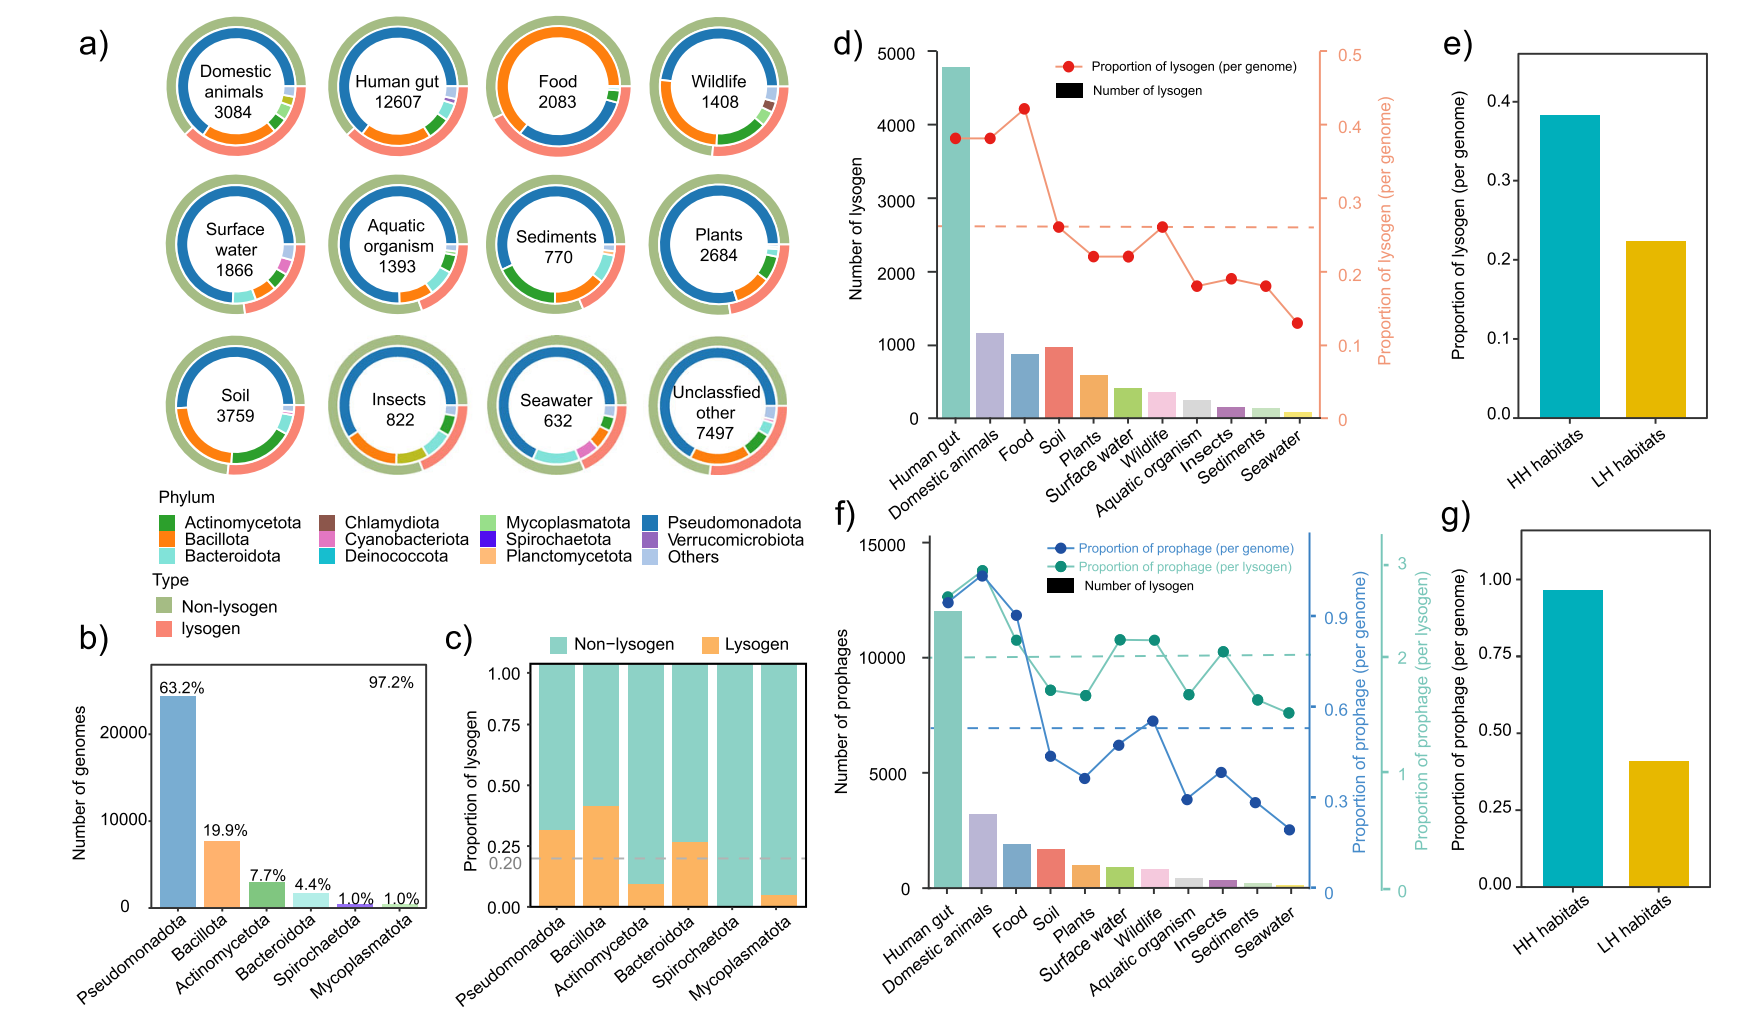 a)
Domestic
animals
3084
Human gut
12607
Food
2083
Wildlife
1408
Surface
water
1866
Aquatic
organism
1393
Sediments
770
Plants
2684
Soil
3759
Insects
822
Seawater
632
Unclassfied
other
7497
Phylum
Actinomycetota
Bacillota
Bacteroidota
Chlamydiota
Cyanobacteriota
Deinococcota
Mycoplasmatota
Spirochaetota
Planctomycetota
Pseudomonadota
Verrucomicrobiota
Others
Type
Non-lysogen
lysogen
b)
Number of genomes
20000
10000
0
63.2%
19.9%
7.7%
4.4%
1.0%
1.0%
97.2%
Pseudomonadota
Bacillota
Actinomycetota
Bacteroidota
Spirochaetota
Mycoplasmatota
c)
Non−lysogen
Lysogen
Proportion of lysogen
1.00
0.75
0.50
0.25
0.20
0.00
Pseudomonadota
Bacillota
Actinomycetota
Bacteroidota
Spirochaetota
Mycoplasmatota
d)
Number of lysogen
5000
4000
3000
2000
1000
0
Proportion of lysogen (per genome)
Number of lysogen
0.5
0.4
0.3
0.2
0.1
0
Proportion of lysogen (per genome)
Human gut
Domestic animals
Food
Soil
Plants
Surface water
Wildlife
Aquatic organism
Insects
Sediments
Seawater
e)
Proportion of lysogen (per genome)
0.4
0.3
0.2
0.1
0.0
HH habitats
LH habitats
f)
Number of prophages
15000
10000
5000
0
Proportion of prophage (per genome)
Proportion of prophage (per lysogen)
Number of lysogen
0.9
0.6
0.3
0
Proportion of prophage (per genome)
3
2
1
0
Proportion of prophage (per lysogen)
Human gut
Domestic animals
Food
Soil
Plants
Surface water
Wildlife
Aquatic organism
Insects
Sediments
Seawater
g)
Proportion of prophage (per genome)
1.00
0.75
0.50
0.25
0.00
HH habitats
LH habitats